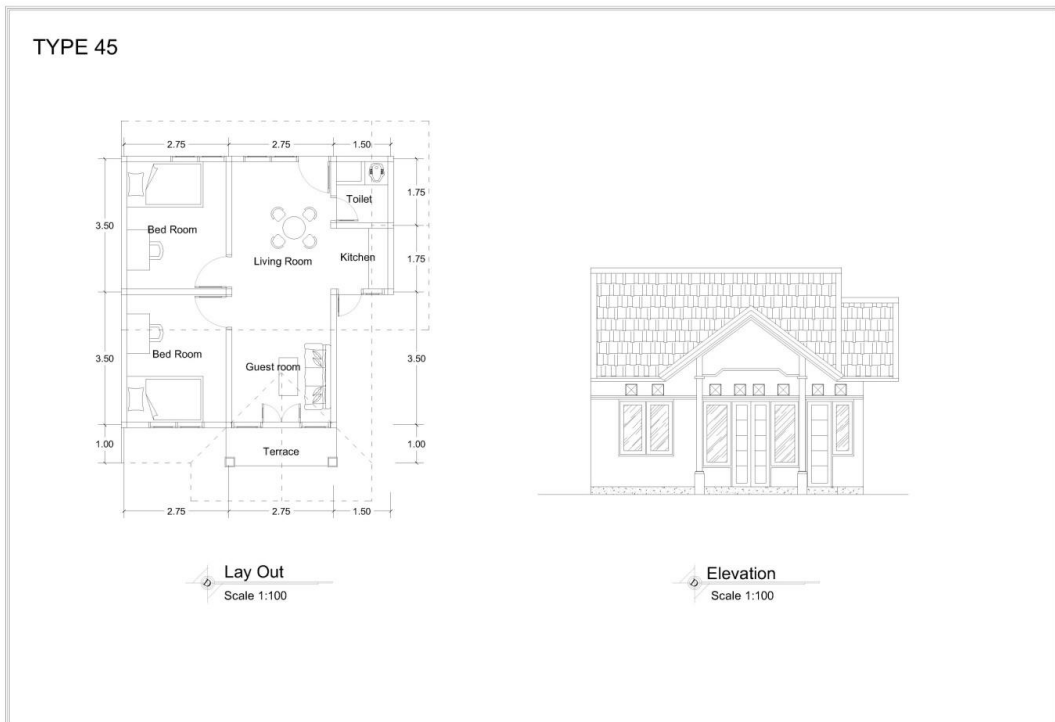 TYPE 45
2.75 2.75 1.50
3.50
1.75
Toilet
Bed Room
Living Room
Kitchen
1.75
3.50
3.50
Bed Room
Guest room
1.00
Terrace
1.00
2.75 2.75 1.50
D
Lay Out
Scale 1:100
D
Elevation
Scale 1:100